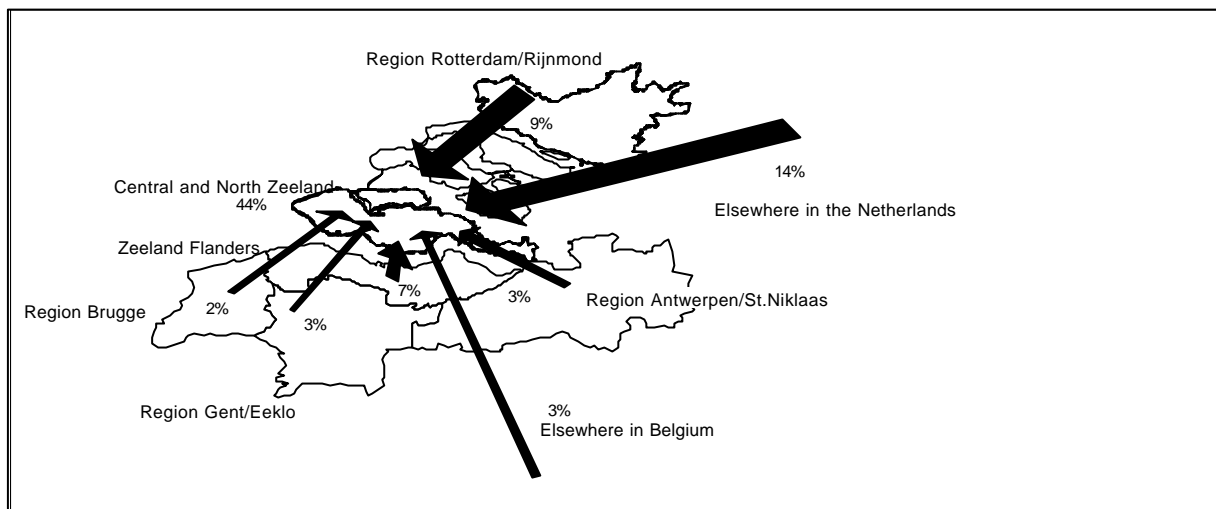 Region Rotterdam/Rijnmond
9%
14%
Central and North Zeeland
44%
Elsewhere in the Netherlands
Zeeland Flanders
7%
3%
Region Antwerpen/St.Niklaas
2%
Region Brugge
3%
Region Gent/Eeklo
3%
Elsewhere in Belgium